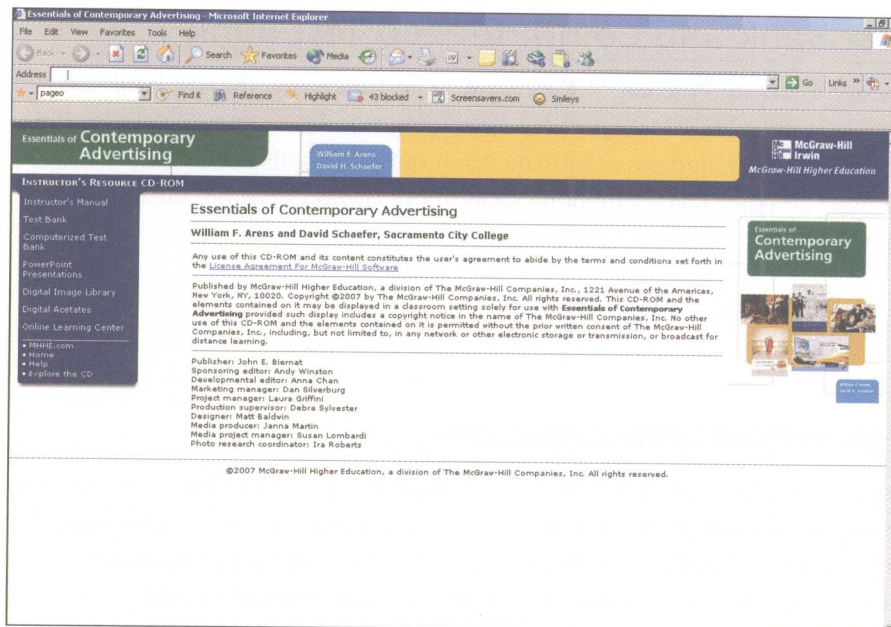 Essentials of Contemporary Advertising - Microsoft Internet Explorer
File Edit View Favorites Tools Help
Back Search Favorites Media
Address Go Links »
pageo Find it Reference Highlight 43 blocked Screensavers.com Smileys
Essentials of Contemporary
Advertising
William F. Arens
David H. Schaefer
McGraw-Hill
Irwin
McGraw-Hill Higher Education
INSTRUCTOR'S RESOURCE CD-ROM
Instructor's Manual
Test Bank
Computerized Test
Bank
PowerPoint
Presentations
Digital Image Library
Digital Acetates
Online Learning Center
• MHHE.com
• Home
• Help
• Explore the CD
Essentials of Contemporary Advertising
William F. Arens and David Schaefer, Sacramento City College
Any use of this CD-ROM and its content constitutes the user's agreement to abide by the terms and conditions set forth in
the License Agreement For McGraw-Hill Software
Published by McGraw-Hill Higher Education, a division of The McGraw-Hill Companies, Inc., 1221 Avenue of the Americas,
New York, NY, 10020. Copyright ©2007 by The McGraw-Hill Companies, Inc. All rights reserved. This CD-ROM and the
elements contained on it may be displayed in a classroom setting solely for use with Essentials of Contemporary
Advertising provided such display includes a copyright notice in the name of The McGraw-Hill Companies, Inc. No other
use of this CD-ROM and the elements contained on it is permitted without the prior written consent of The McGraw-Hill
Companies, Inc., including, but not limited to, in any network or other electronic storage or transmission, or broadcast for
distance learning.
Publisher: John E. Biernat
Sponsoring editor: Andy Winston
Developmental editor: Anna Chan
Marketing manager: Dan Silverburg
Project manager: Laura Griffini
Production supervisor: Debra Sylvester
Designer: Matt Baldwin
Media producer: Janna Martin
Media project manager: Susan Lombardi
Photo research coordinator: Ira Roberts
Essentials of
Contemporary
Advertising
©2007 McGraw-Hill Higher Education, a division of The McGraw-Hill Companies, Inc. All rights reserved.